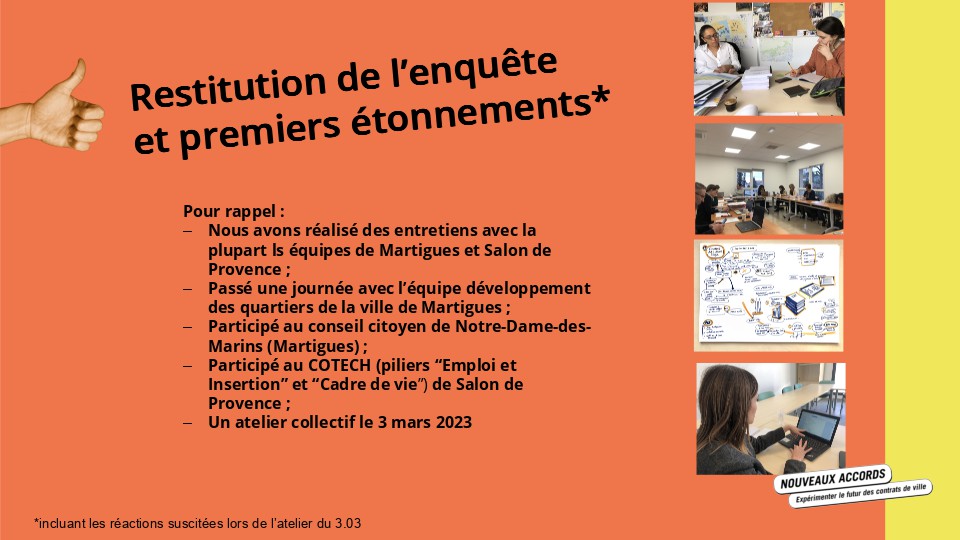 Restitution de l’enquête
et premiers étonnements*
Pour rappel :
– Nous avons réalisé des entretiens avec la
plupart ls équipes de Martigues et Salon de
Provence ;
– Passé une journée avec l’équipe développement
des quartiers de la ville de Martigues ;
– Participé au conseil citoyen de Notre-Dame-des-
Marins (Martigues) ;
– Participé au COTECH (piliers “Emploi et
Insertion” et “Cadre de vie”) de Salon de
Provence ;
– Un atelier collectif le 3 mars 2023
NOUVEAUX ACCORDS
Expérimenter le futur des contrats de ville
*incluant les réactions suscitées lors de l’atelier du 3.03